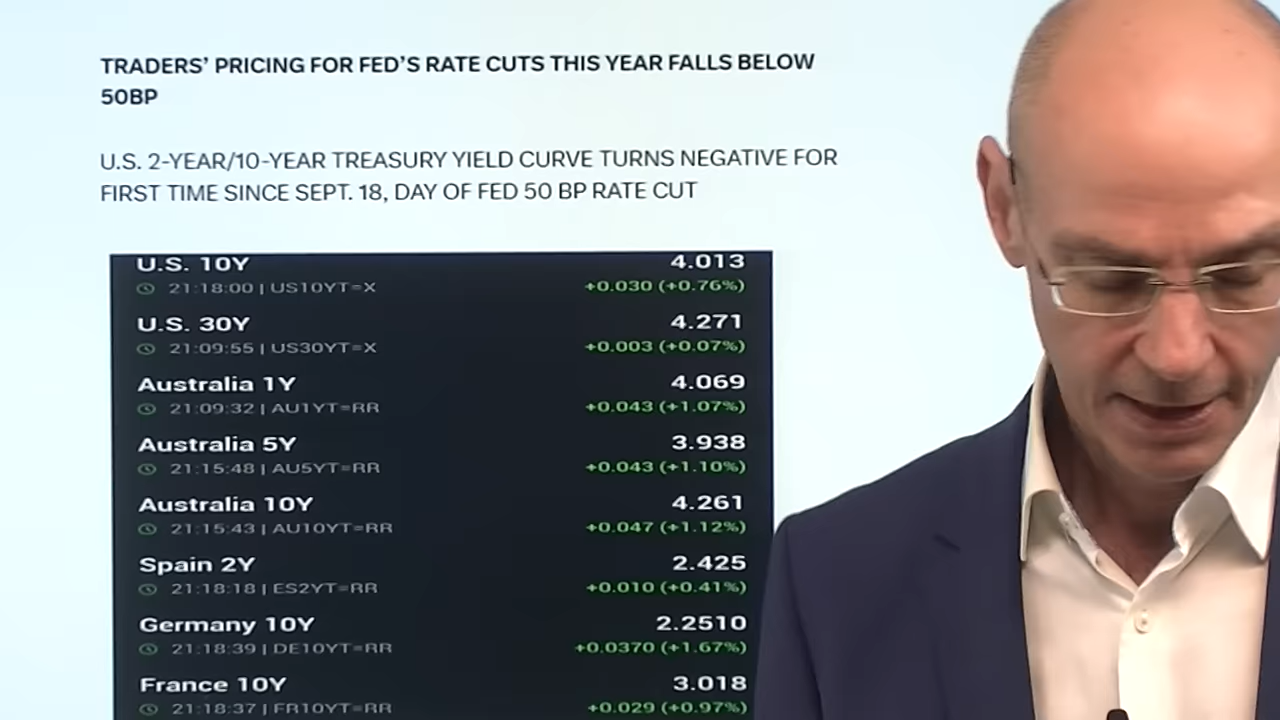 TRADERS’ PRICING FOR FED’S RATE CUTS THIS YEAR FALLS BELOW
50BP
U.S. 2-YEAR/10-YEAR TREASURY YIELD CURVE TURNS NEGATIVE FOR
FIRST TIME SINCE SEPT. 18, DAY OF FED 50 BP RATE CUT
U.S. 10Y 4.013
21:18:00 | US10YT=X +0.030 (+0.76%)
U.S. 30Y 4.271
21:09:55 | US30YT=X +0.003 (+0.07%)
Australia 1Y 4.069
21:09:32 | AU1YT=RR +0.043 (+1.07%)
Australia 5Y 3.938
21:15:48 | AU5YT=RR +0.043 (+1.10%)
Australia 10Y 4.261
21:15:43 | AU10YT=RR +0.047 (+1.12%)
Spain 2Y 2.425
21:18:18 | ES2YT=RR +0.010 (+0.41%)
Germany 10Y 2.2510
21:18:39 | DE10YT=RR +0.0370 (+1.67%)
France 10Y 3.018
21:18:37 | FR10YT=RR +0.029 (+0.97%)